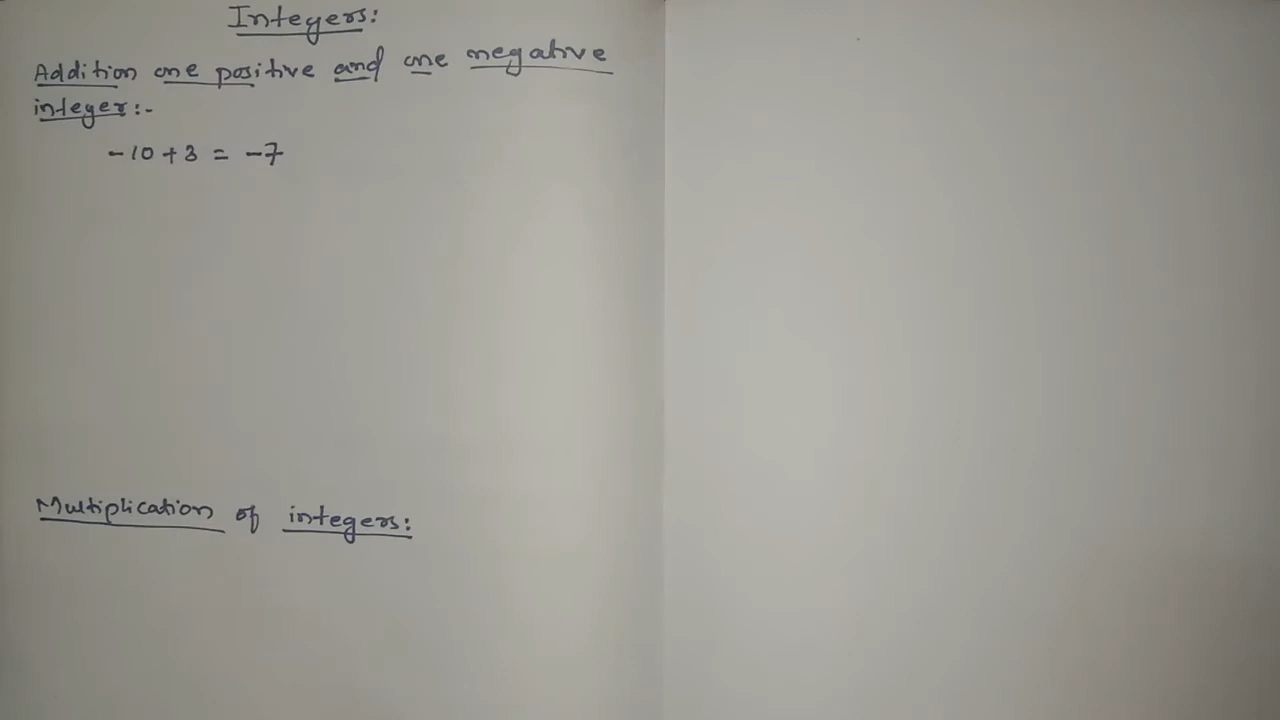 Integers:
Addition one positive and one negative
integer:-
-10 + 3 = -7
Multiplication of integers: